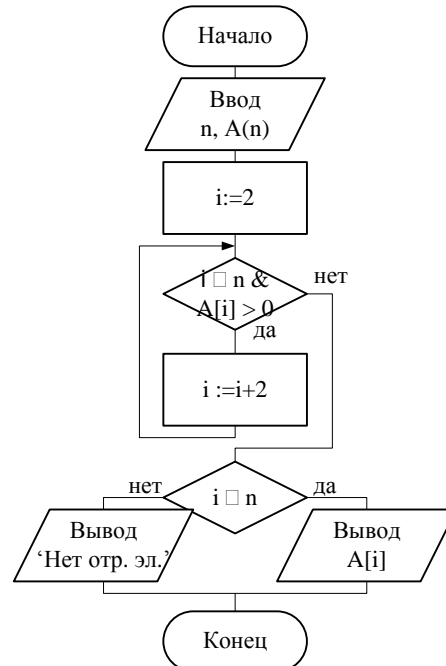 Начало
Ввод
n, A(n)
i:=2
i □ n &
A[i] > 0
нет
да
i :=i+2
нет
i □ n
да
Вывод
‘Нет отр. эл.’
Вывод
A[i]
Конец